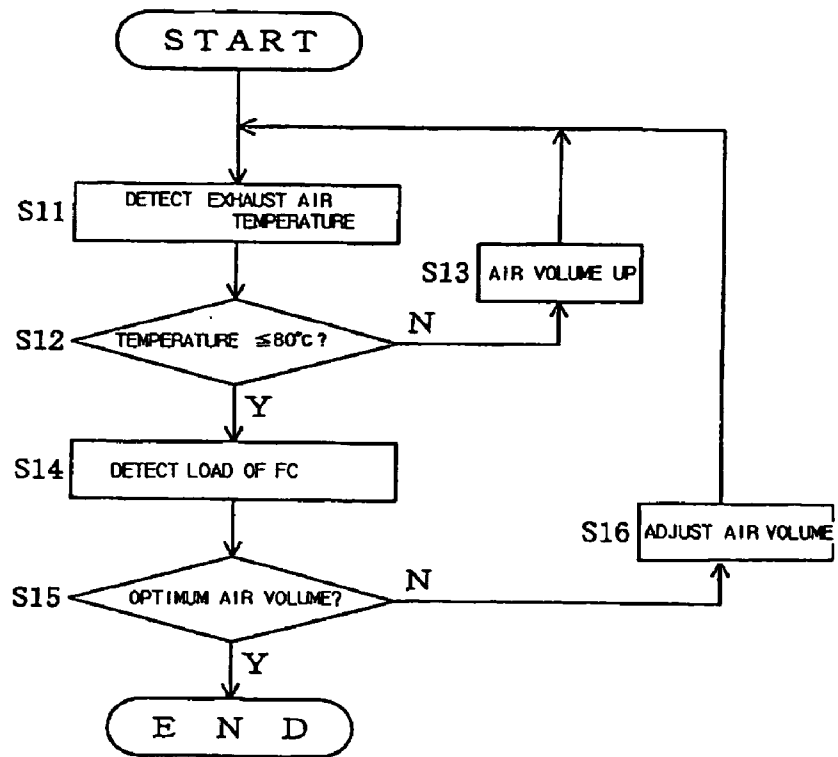 START
S11
DETECT EXHAUST AIR
TEMPERATURE
S13
AIR VOLUME UP
S12
TEMPERATURE ≦80°C?
N
Y
S14
DETECT LOAD OF FC
S16
ADJUST AIR VOLUME
S15
OPTIMUM AIR VOLUME?
N
Y
END